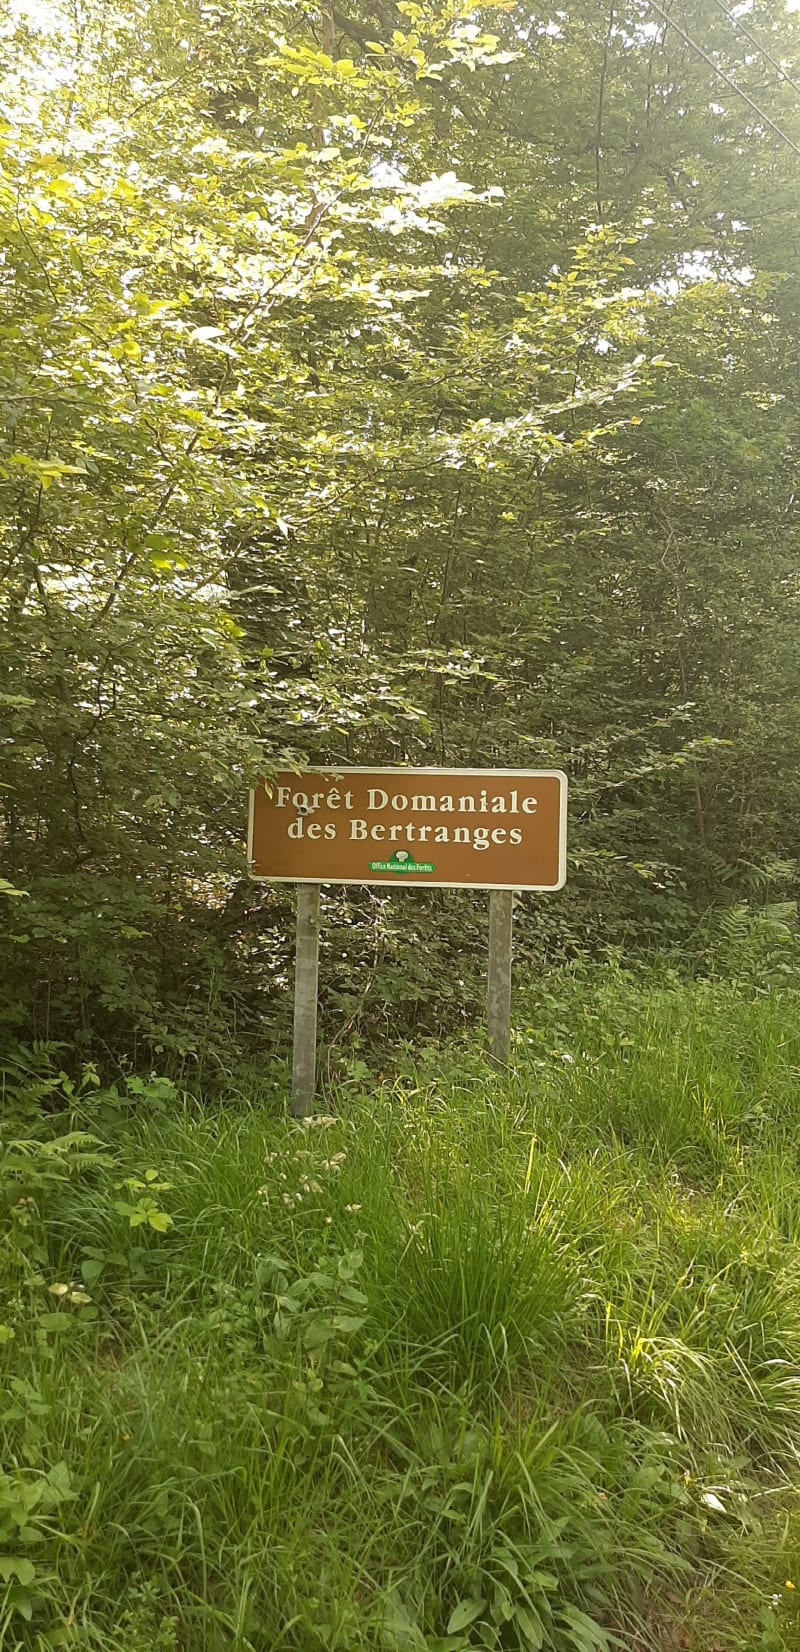 Forêt Domaniale
des Bertranges
Office National des Forêts